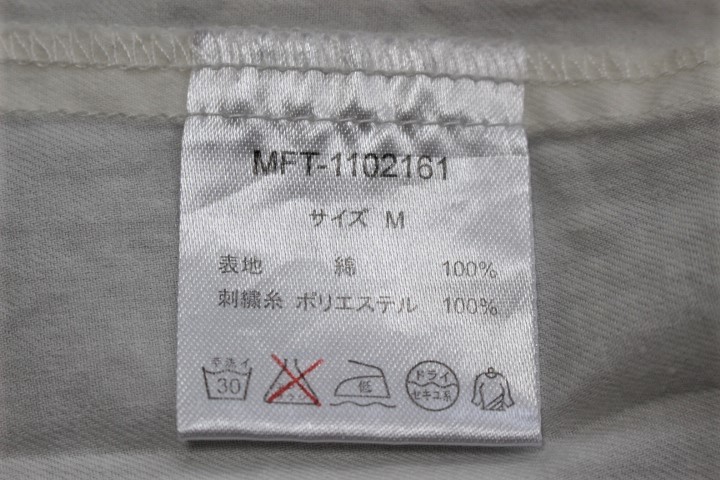 MFT-1102161
サイズ M
表地 綿 100%
刺繍糸 ポリエステル 100%
手洗イ
30
低
ドライ
セキユ系